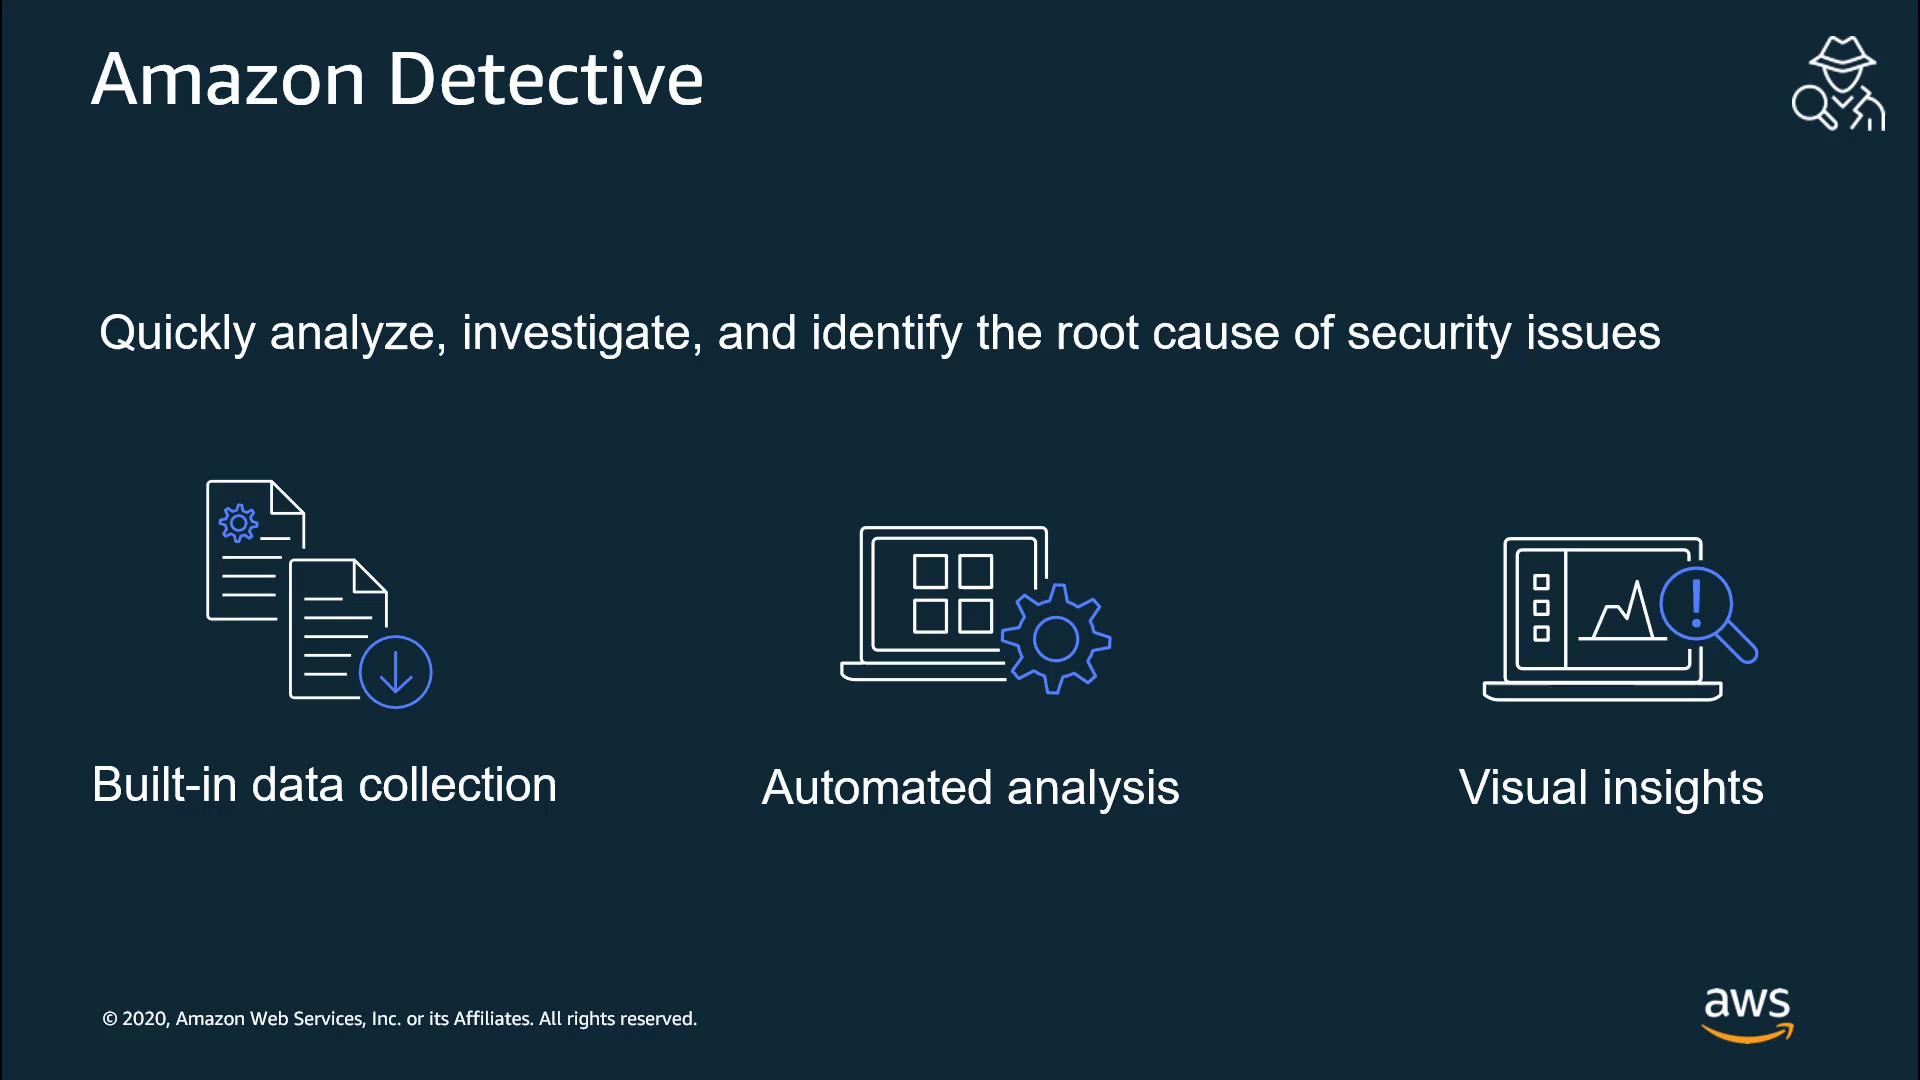 Amazon Detective
Quickly analyze, investigate, and identify the root cause of security issues
Built-in data collection
Automated analysis
Visual insights
© 2020, Amazon Web Services, Inc. or its Affiliates. All rights reserved.
aws